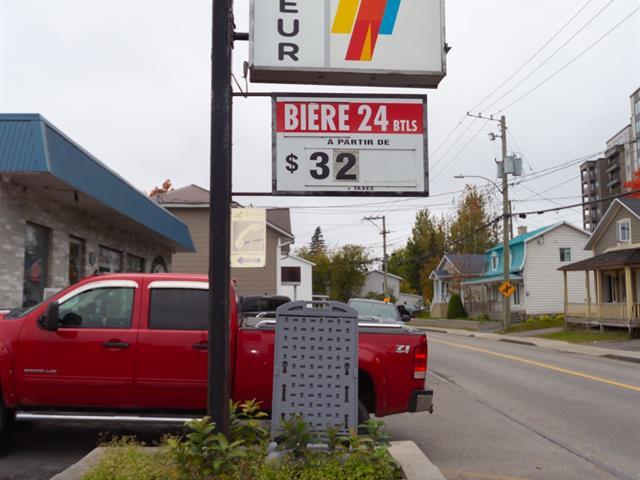 EUR
BIÈRE 24 BTLS
A PARTIR DE
$ 32
+ TAXES
Z71